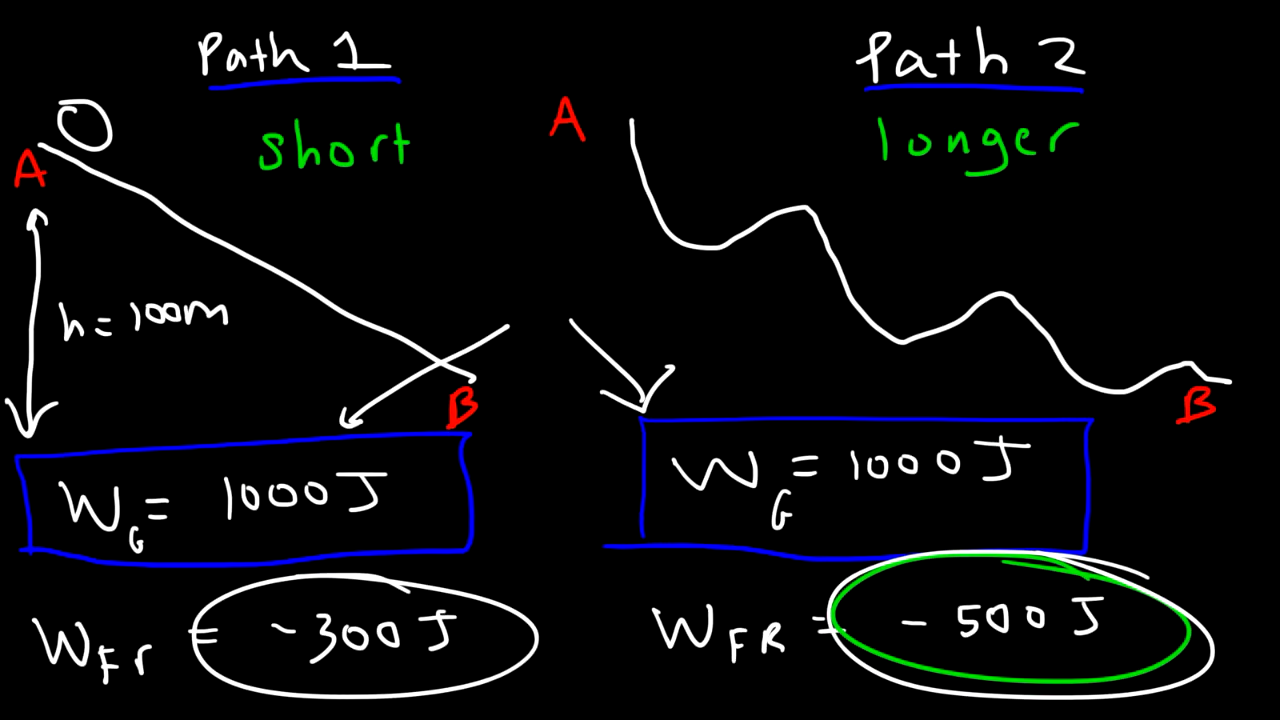 Path 1
short
A
h = 100m
B
W_G = 1000 J
W_Fr = -300 J
Path 2
A
longer
B
W_G = 1000 J
W_FR = -500 J